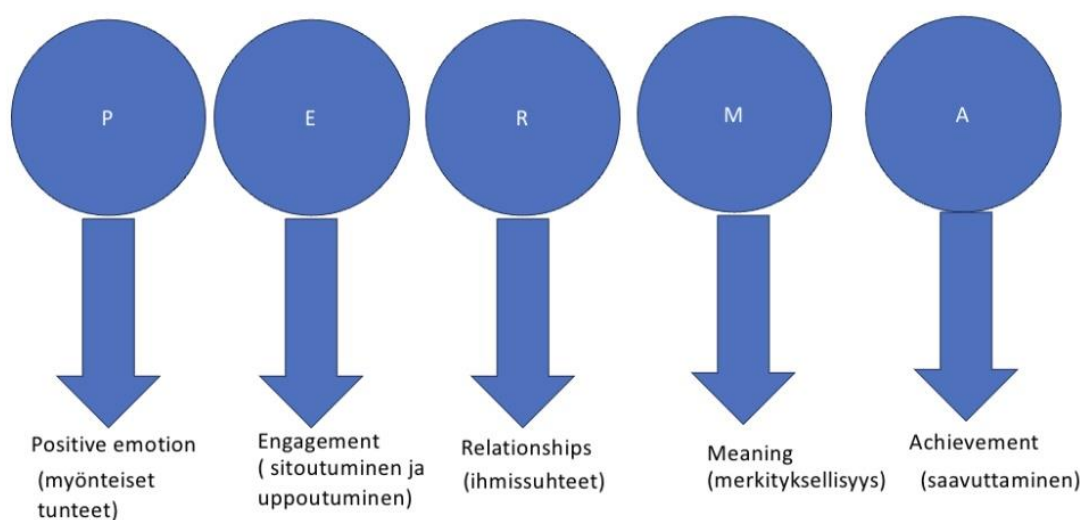 P
E
R
M
A
Positive emotion
(myönteiset
tunteet)
Engagement
( sitoutuminen ja
uppoutuminen)
Relationships
(ihmissuhteet)
Meaning
(merkityksellisyys)
Achievement
(saavuttaminen)